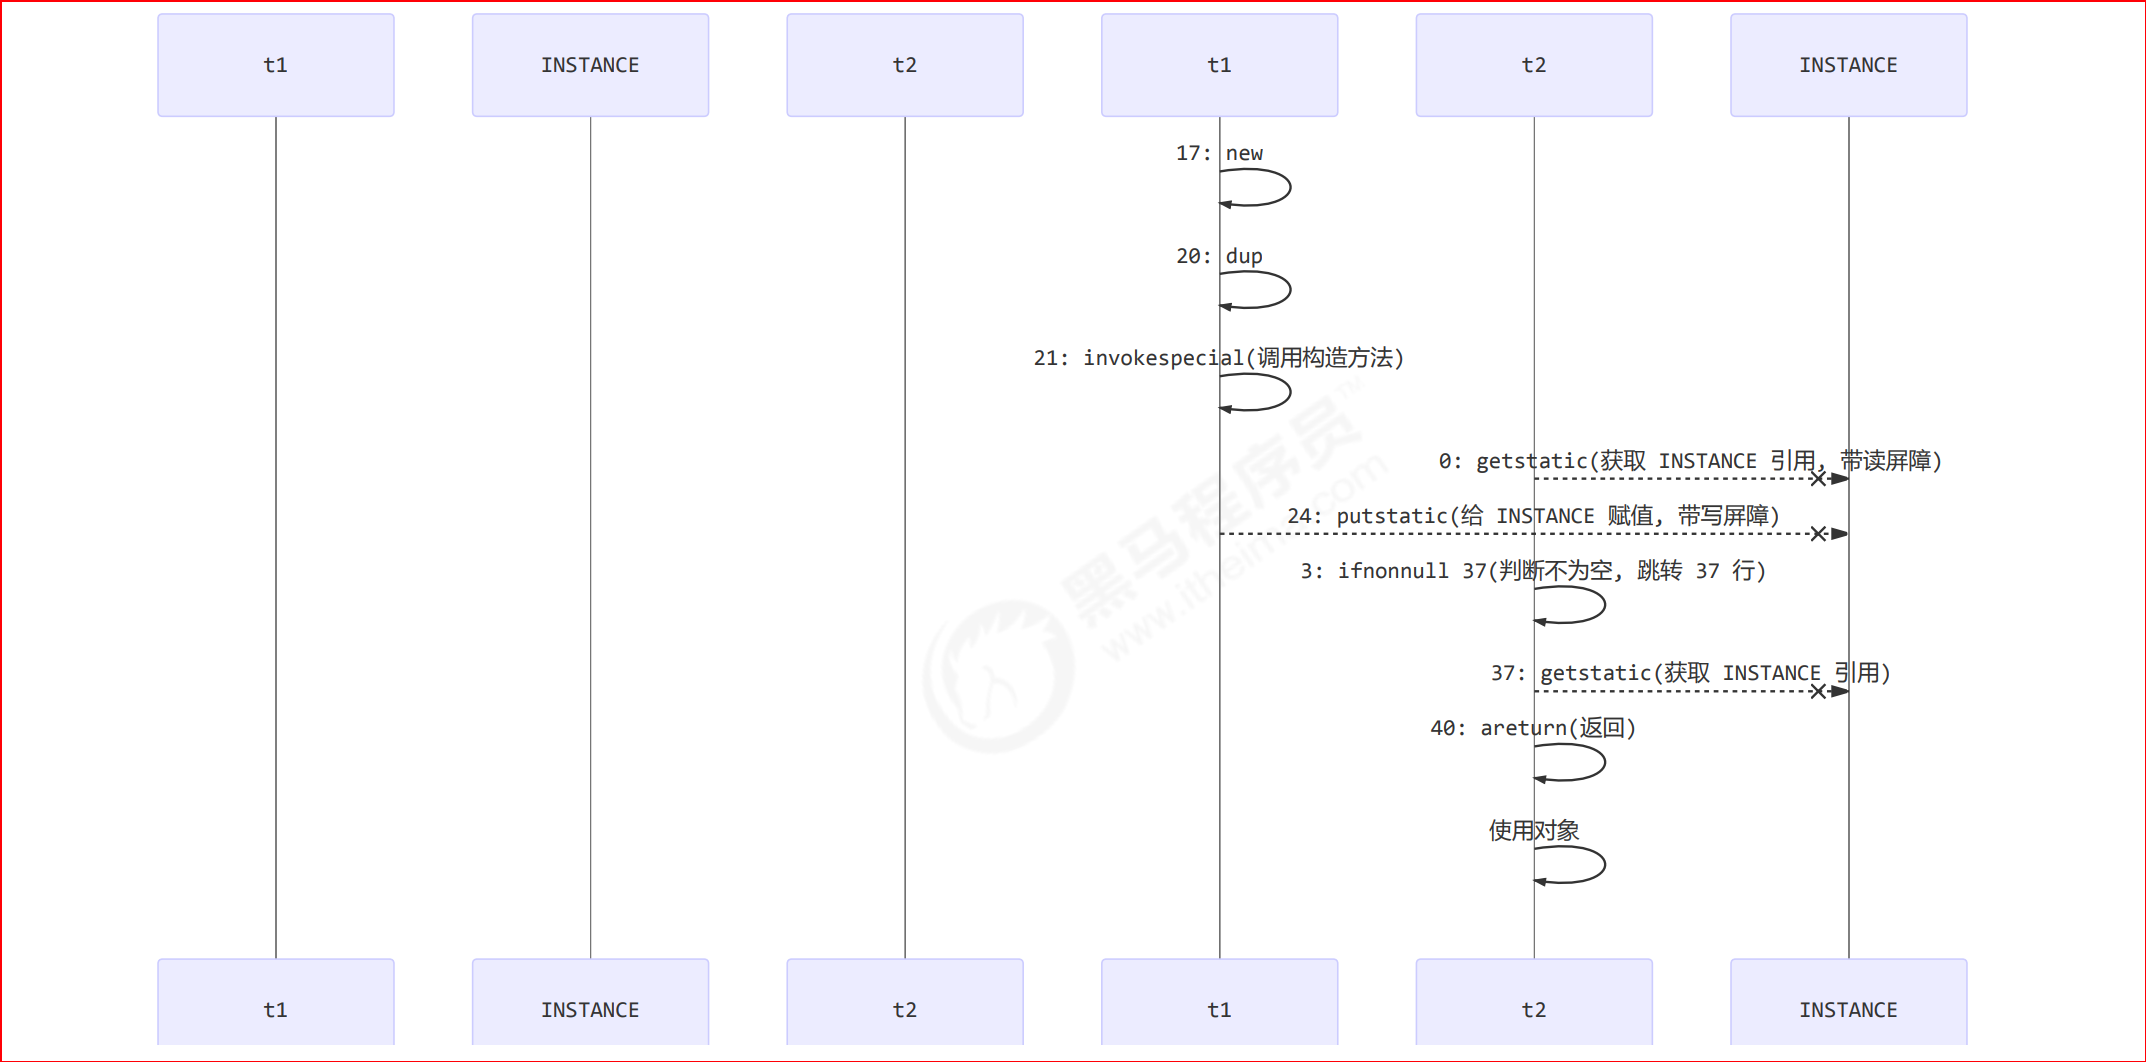 t1 INSTANCE t2 t1 t2 INSTANCE
17: new
20: dup
21: invokespecial(调用构造方法)
0: getstatic(获取 INSTANCE 引用, 带读屏障)
24: putstatic(给 INSTANCE 赋值, 带写屏障)
3: ifnonnull 37(判断不为空, 跳转 37 行)
37: getstatic(获取 INSTANCE 引用)
40: areturn(返回)
使用对象
黑马程序员™
www.itheima.com
t1 INSTANCE t2 t1 t2 INSTANCE